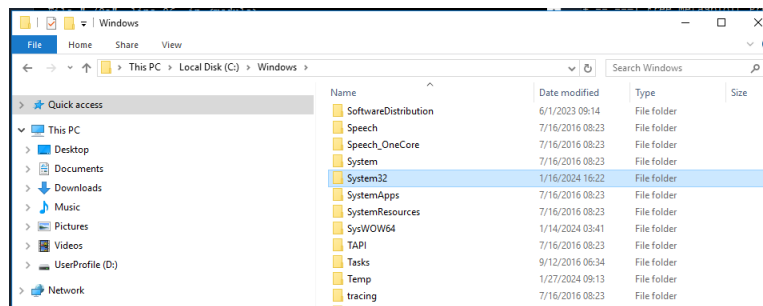 Windows
File Home Share View
This PC > Local Disk (C:) > Windows >
Search Windows
Quick access
This PC
Desktop
Documents
Downloads
Music
Pictures
Videos
UserProfile (D:)
Network
Name Date modified Type Size
SoftwareDistribution 6/1/2023 09:14 File folder
Speech 7/16/2016 08:23 File folder
Speech_OneCore 7/16/2016 08:23 File folder
System 7/16/2016 08:23 File folder
System32 1/16/2024 16:22 File folder
SystemApps 7/16/2016 08:23 File folder
SystemResources 7/16/2016 08:23 File folder
SysWOW64 1/14/2024 03:41 File folder
TAPI 7/16/2016 08:23 File folder
Tasks 9/12/2016 06:34 File folder
Temp 1/27/2024 09:13 File folder
tracing 7/16/2016 08:23 File folder